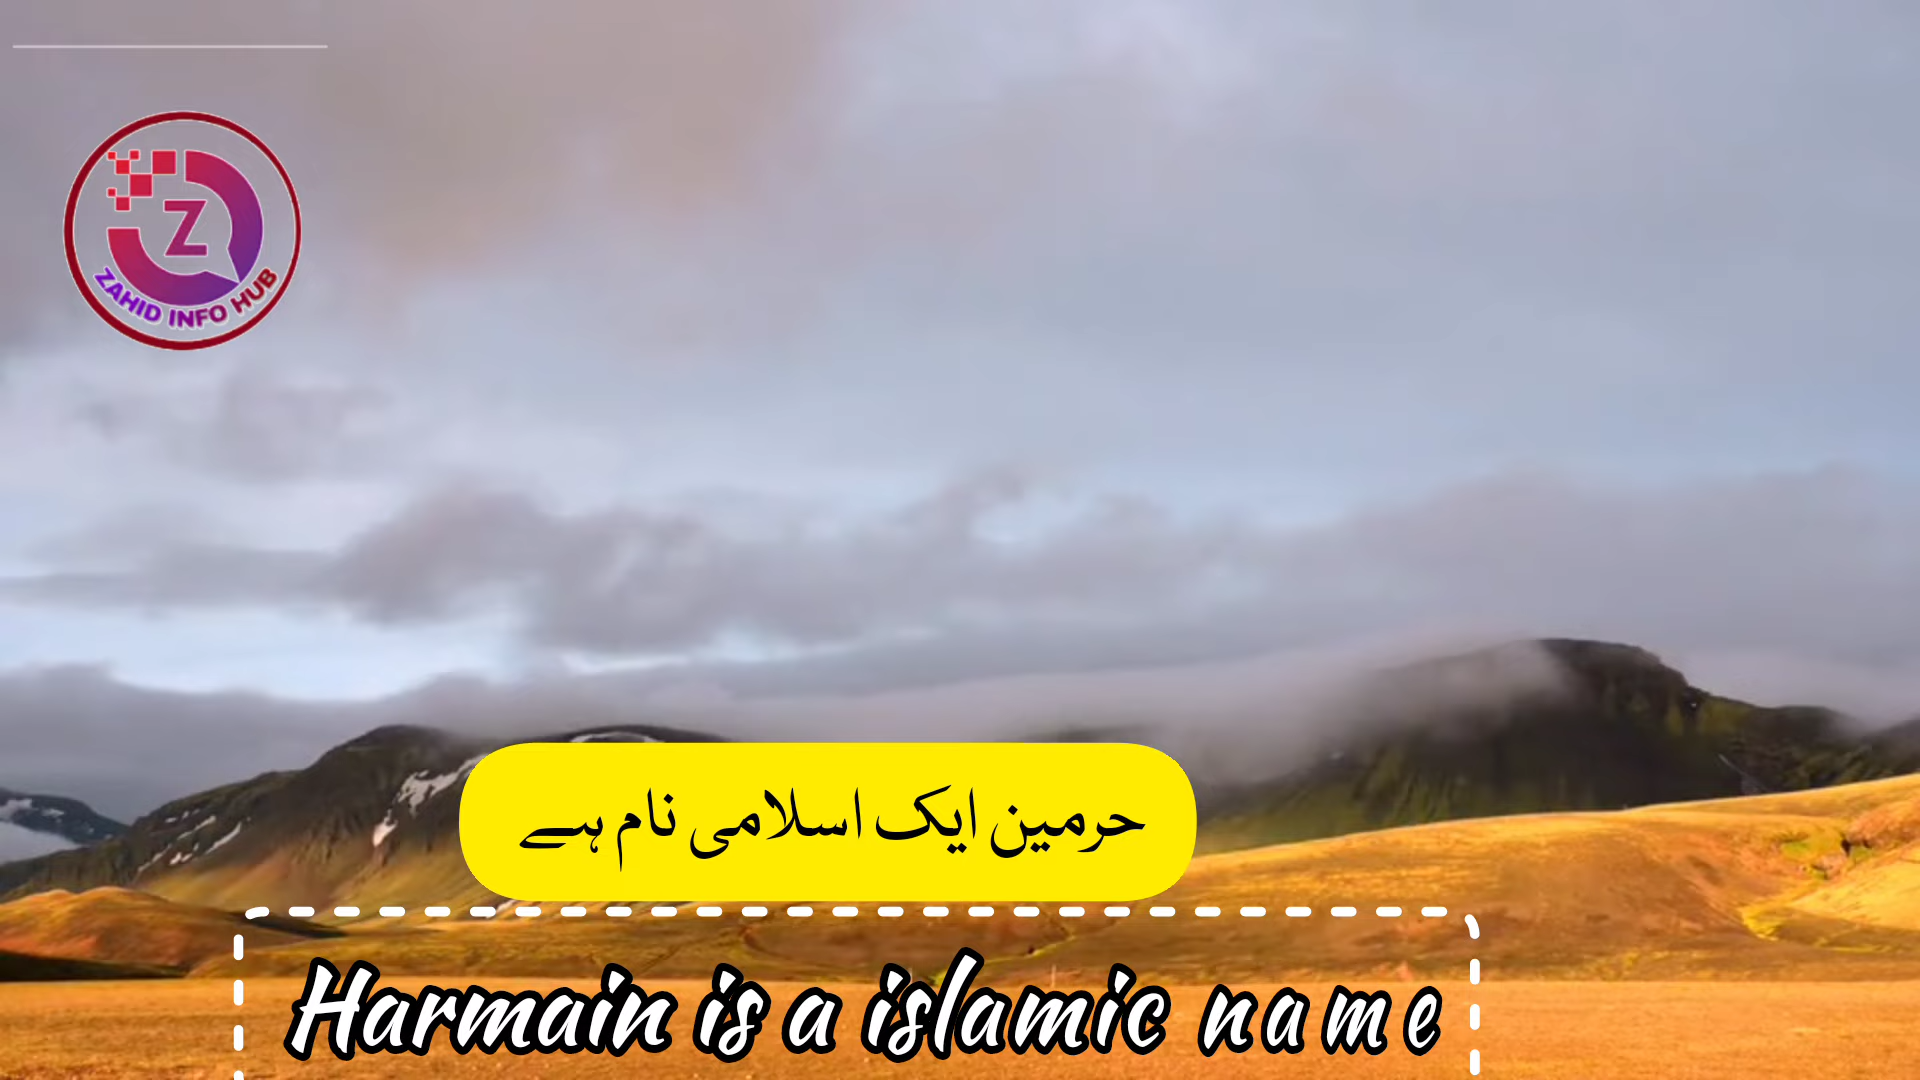 Z
ZAHID INFO HUB
حرمین ایک اسلامی نام ہے
Harmain is a islamic name